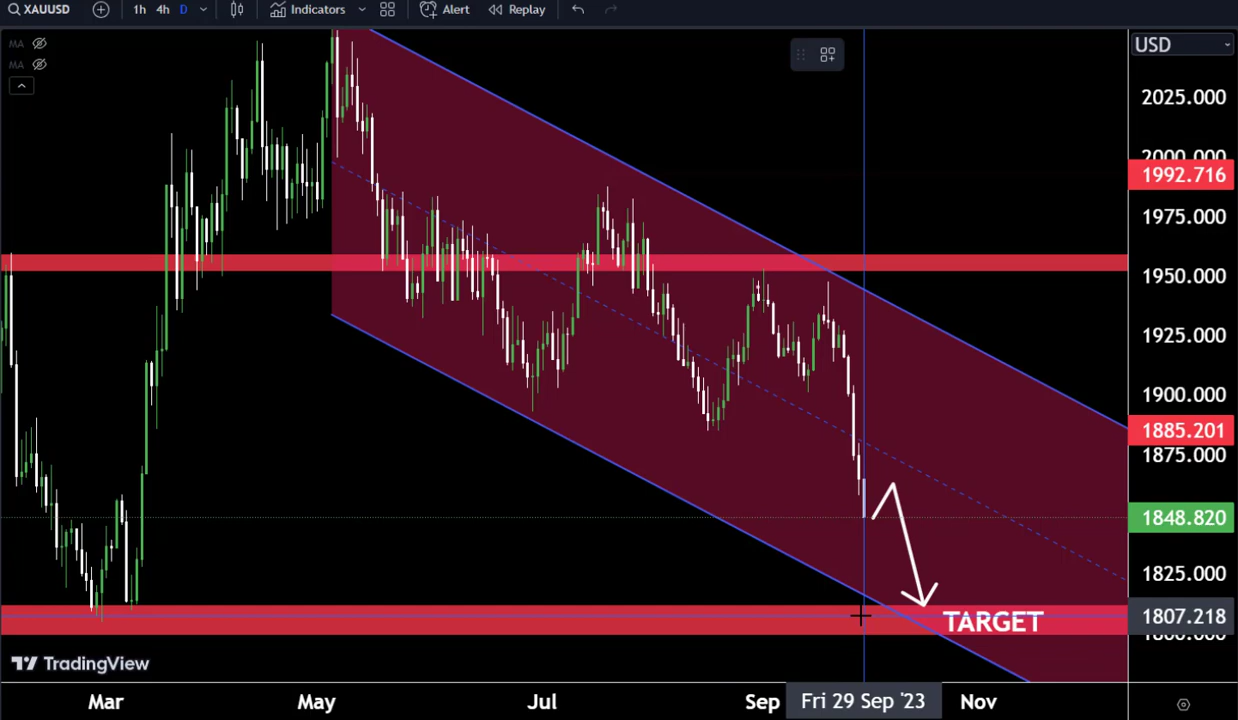 XAUUSD 1h 4h D Indicators Alert Replay
MA
MA
USD
2025.000
2000.000
1992.716
1975.000
1950.000
1925.000
1900.000
1885.201
1875.000
1848.820
1825.000
1807.218
1800.000
TARGET
TradingView
Mar May Jul Sep Fri 29 Sep '23 Nov